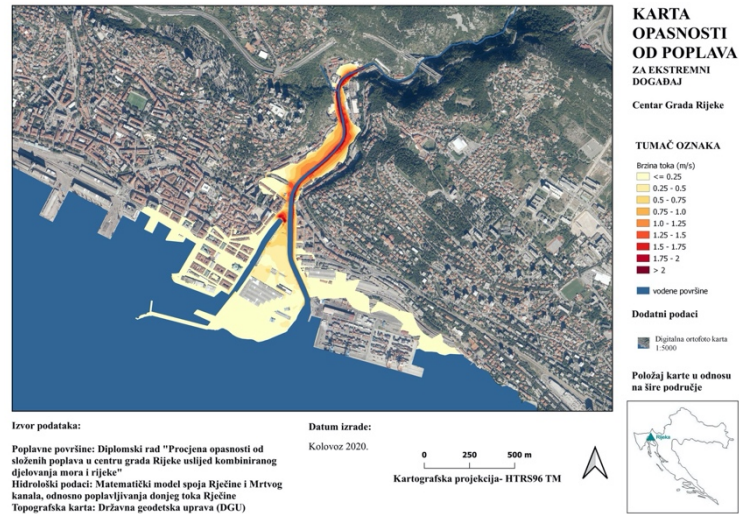 KARTA
OPASNOSTI
OD POPLAVA
ZA EKSTREMNI
DOGAĐAJ
Centar Grada Rijeke
TUMAČ OZNAKA
Brzina toka (m/s)
<= 0.25
0.25 - 0.5
0.5 - 0.75
0.75 - 1.0
1.0 - 1.25
1.25 - 1.5
1.5 - 1.75
1.75 - 2
> 2
vodene površine
Dodatni podaci
Digitalna ortofoto karta
1:5000
Položaj karte u odnosu
na šire područje
Rijeka
Izvor podataka:
Poplavne površine: Diplomski rad "Procjena opasnosti od
složenih poplava u centru grada Rijeke uslijed kombiniranog
djelovanja mora i rijeke"
Hidrološki podaci: Matematički model spoja Rječine i Mrtvog
kanala, odnosno poplavljivanja donjeg toka Rječine
Topografska karta: Državna geodetska uprava (DGU)
Datum izrade:
Kolovoz 2020.
0 250 500 m
Kartografska projekcija- HTRS96 TM